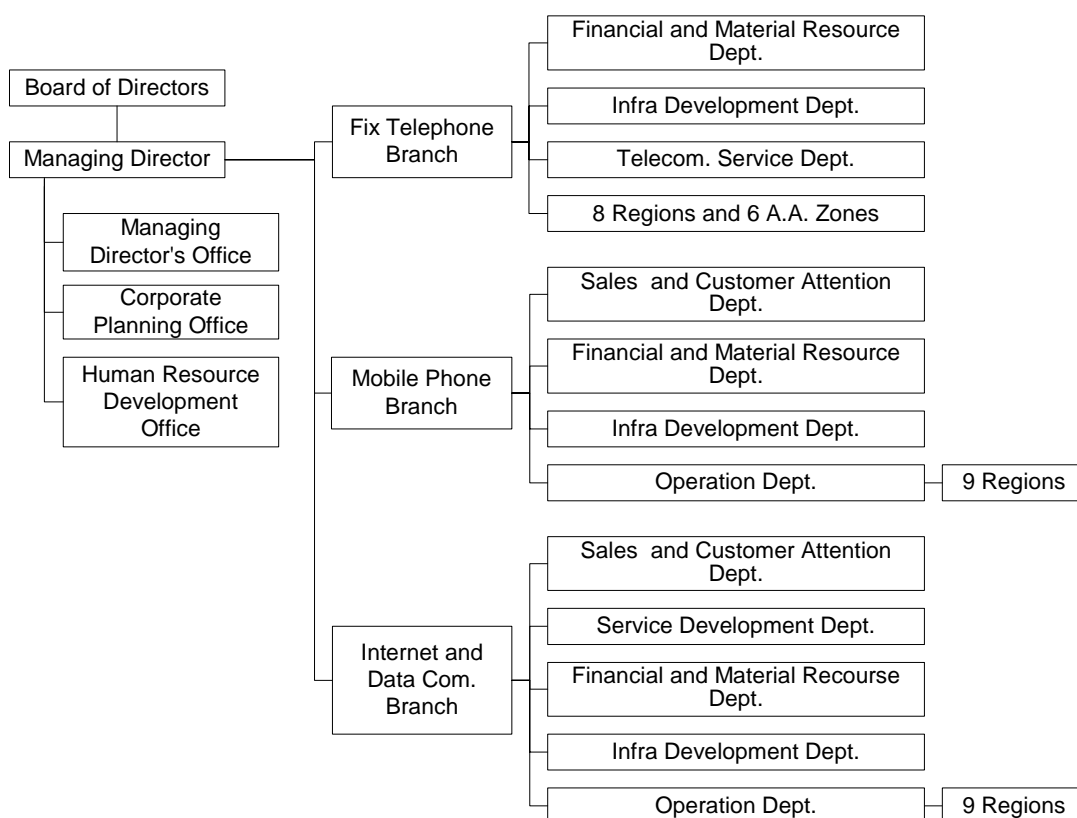 Board of Directors
Managing Director
Managing
Director's Office
Corporate
Planning Office
Human Resource
Development
Office
Fix Telephone
Branch
Financial and Material Resource
Dept.
Infra Development Dept.
Telecom. Service Dept.
8 Regions and 6 A.A. Zones
Mobile Phone
Branch
Sales and Customer Attention
Dept.
Financial and Material Resource
Dept.
Infra Development Dept.
Operation Dept.
9 Regions
Internet and
Data Com.
Branch
Sales and Customer Attention
Dept.
Service Development Dept.
Financial and Material Recourse
Dept.
Infra Development Dept.
Operation Dept.
9 Regions